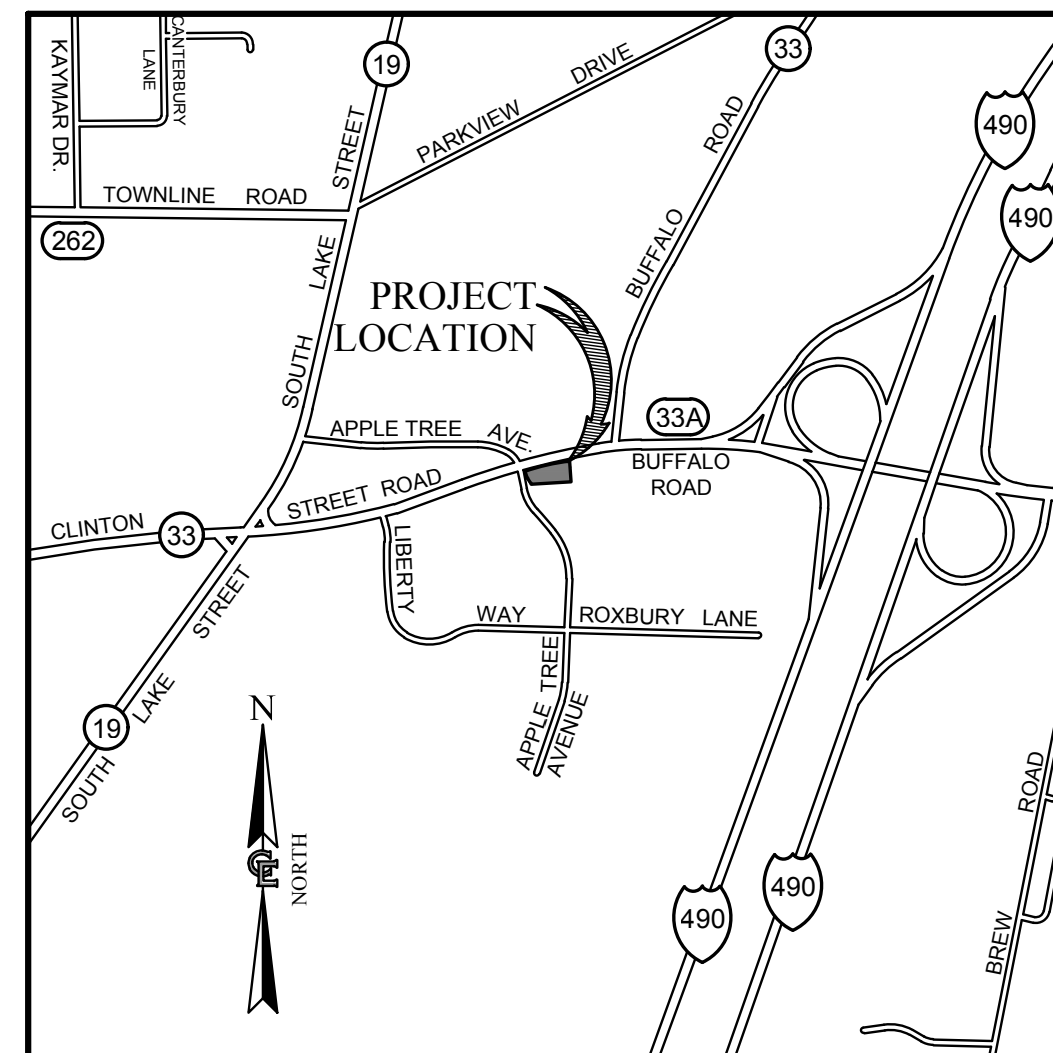 KAYMAR DR.
CANTERBURY
LANE
19
PARKVIEW DRIVE
33
490
490
TOWNLINE ROAD
262
SOUTH LAKE STREET
BUFFALO ROAD
PROJECT
LOCATION
33A
BUFFALO
ROAD
APPLE TREE AVE.
CLINTON STREET ROAD
33
LIBERTY WAY
ROXBURY LANE
APPLE TREE
AVENUE
SOUTH LAKE STREET
19
N
CE
NORTH
490
490
BREW ROAD